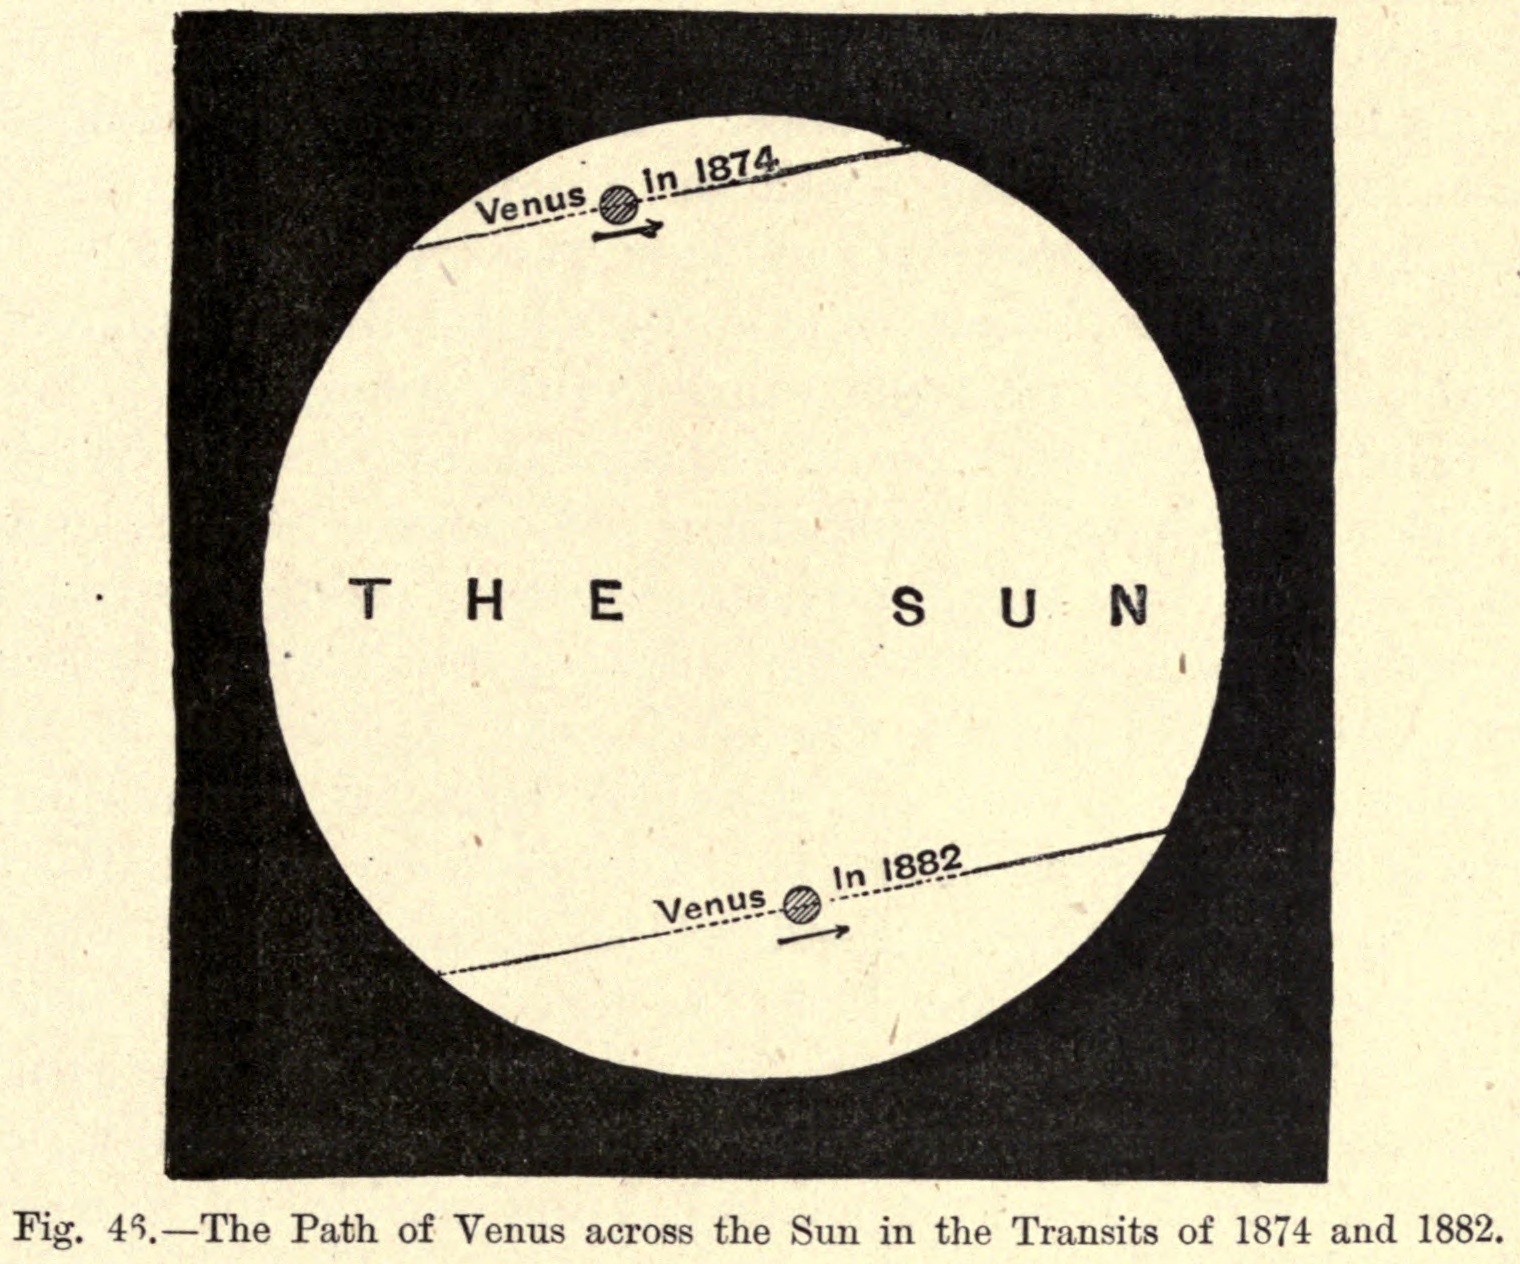 Venus in 1874
THE SUN
Venus In 1882
Fig. 46.—The Path of Venus across the Sun in the Transits of 1874 and 1882.